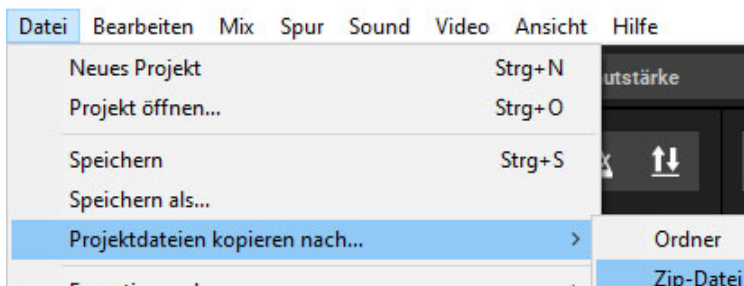 Datei Bearbeiten Mix Spur Sound Video Ansicht Hilfe
Neues Projekt Strg+N
Projekt öffnen... Strg+O
Speichern Strg+S
Speichern als...
Projektdateien kopieren nach... >
Ordner
Zip-Datei